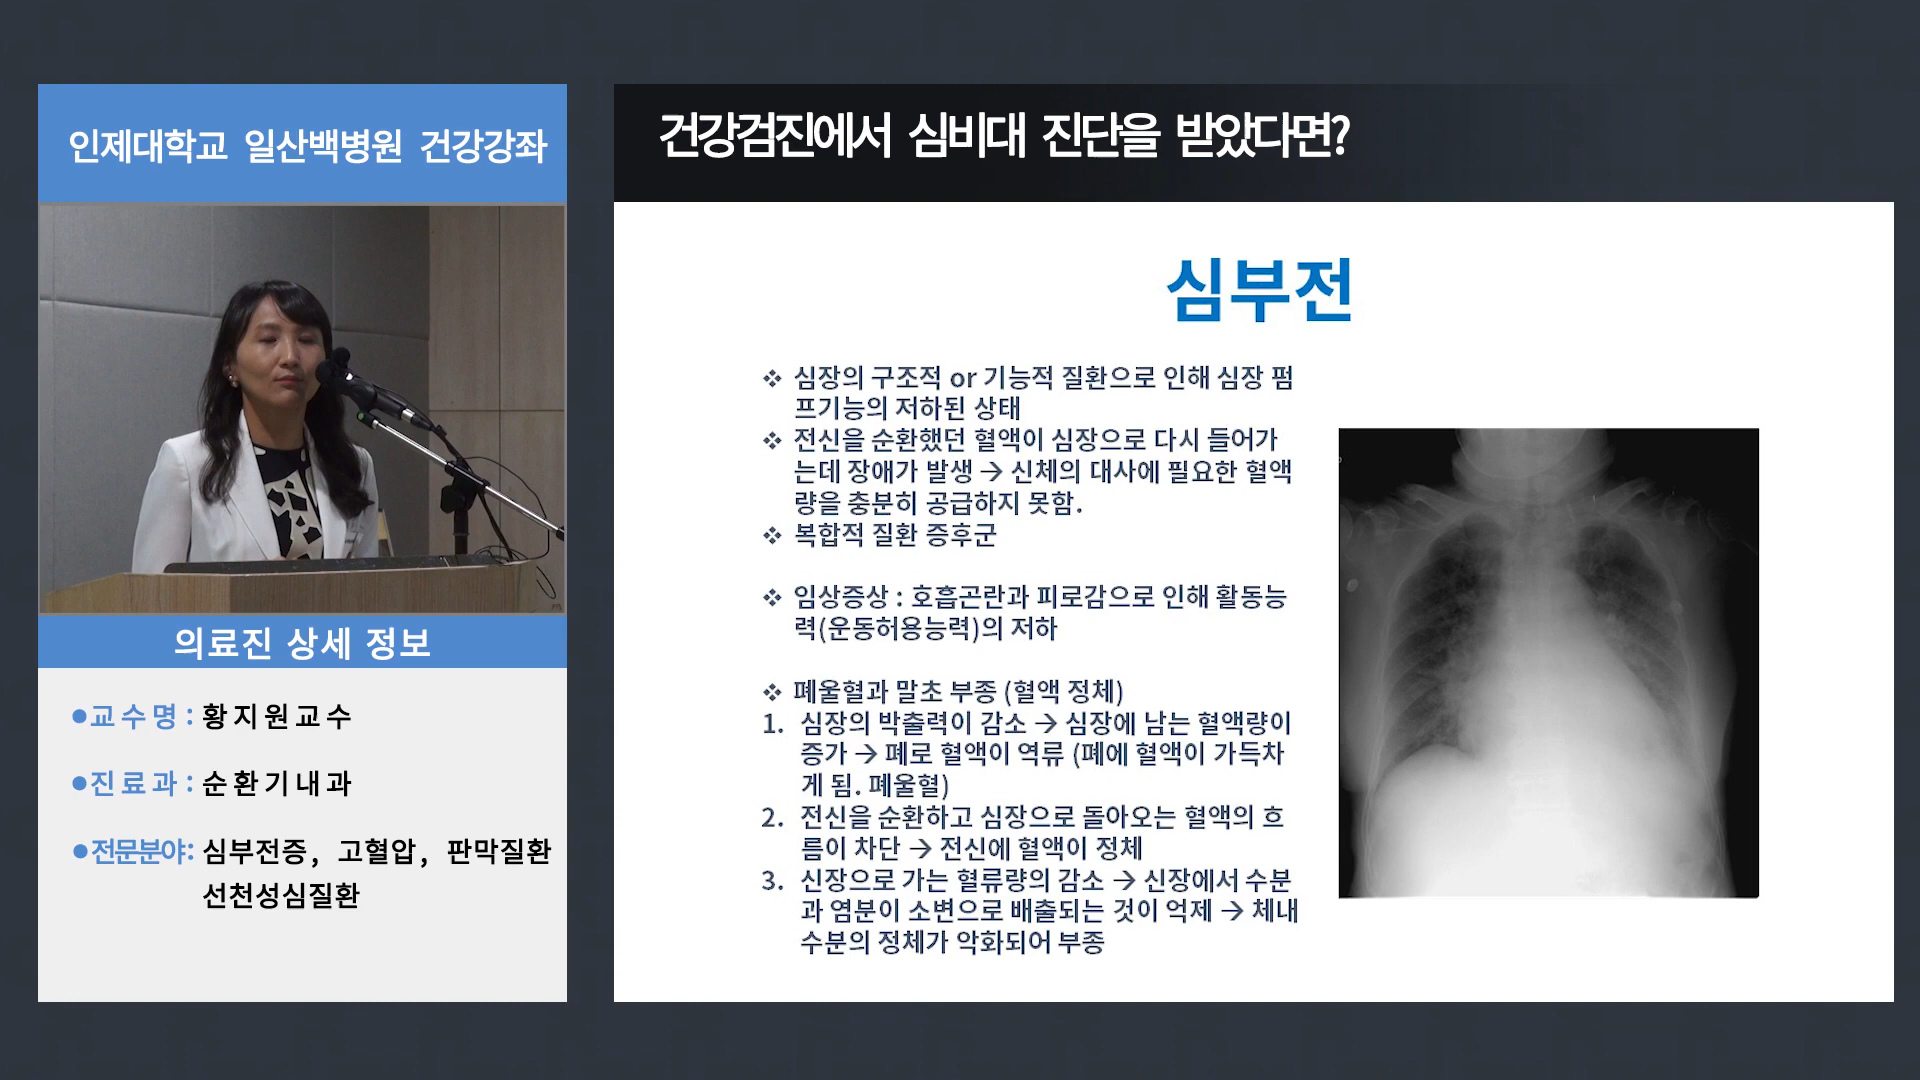 인제대학교 일산백병원 건강강좌
의료진 상세 정보
●교수명 : 황지원교수
●진료과 : 순환기내과
●전문분야: 심부전증, 고혈압, 판막질환
선천성심질환
건강검진에서 심비대 진단을 받았다면?
심부전
❖ 심장의 구조적 or 기능적 질환으로 인해 심장 펌
프기능의 저하된 상태
❖ 전신을 순환했던 혈액이 심장으로 다시 들어가
는데 장애가 발생 → 신체의 대사에 필요한 혈액
량을 충분히 공급하지 못함.
❖ 복합적 질환 증후군
❖ 임상증상 : 호흡곤란과 피로감으로 인해 활동능
력(운동허용능력)의 저하
❖ 폐울혈과 말초 부종 (혈액 정체)
1. 심장의 박출력이 감소 → 심장에 남는 혈액량이
증가 → 폐로 혈액이 역류 (폐에 혈액이 가득차
게 됨. 폐울혈)
2. 전신을 순환하고 심장으로 돌아오는 혈액의 흐
름이 차단 → 전신에 혈액이 정체
3. 신장으로 가는 혈류량의 감소 → 신장에서 수분
과 염분이 소변으로 배출되는 것이 억제 → 체내
수분의 정체가 악화되어 부종